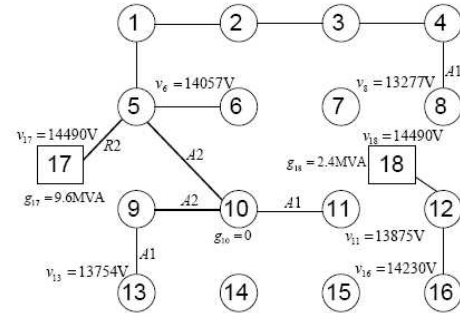 1 2 3 4
v₆ =14057V v₈ =13277V A1
5 6 7 8
v₁₇ =14490V R2 A2 v₁₈ =14490V
17 g₁₈ = 2.4MVA 18
g₁₇ = 9.6MVA
9 A2 10 A1 11 12
g₁₀ = 0 v₁₁ =13875V
A1
v₁₃ =13754V v₁₆ =14230V
13 14 15 16